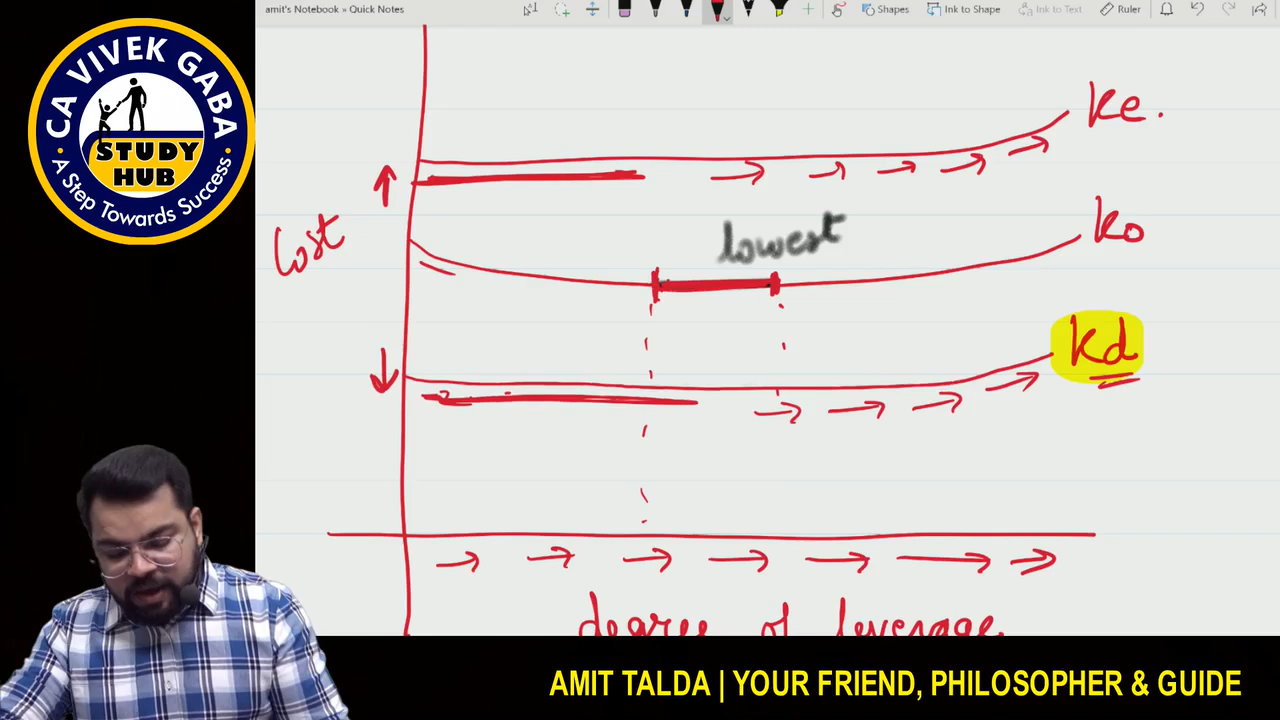 amit's Notebook » Quick Notes
Shapes
Ink to Shape
Ink to Text
Ruler
CA VIVEK GABA
STUDY
HUB
• A Step Towards Success •
ke.
Cost
ko
lowest
kd
degree of leverage.
AMIT TALDA | YOUR FRIEND, PHILOSOPHER & GUIDE